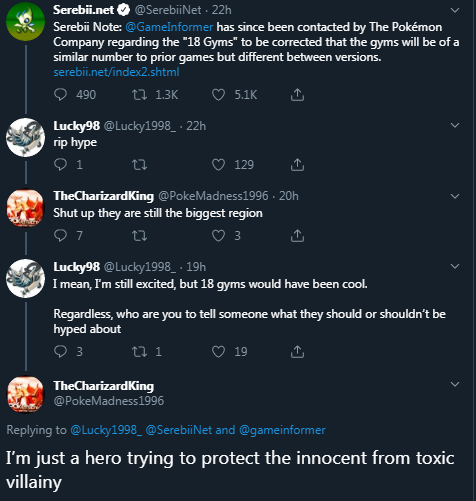 Serebii.net @SerebiiNet · 22h
Serebii Note: @GameInformer has since been contacted by The Pokémon
Company regarding the "18 Gyms" to be corrected that the gyms will be of a
similar number to prior games but different between versions.
serebii.net/index2.shtml
490 1.3K 5.1K
Lucky98 @Lucky1998_ · 22h
rip hype
1 129
TheCharizardKing @PokeMadness1996 · 20h
Shut up they are still the biggest region
7 3
Lucky98 @Lucky1998_ · 19h
I mean, I'm still excited, but 18 gyms would have been cool.
Regardless, who are you to tell someone what they should or shouldn't be
hyped about
3 1 19
TheCharizardKing
@PokeMadness1996
Replying to @Lucky1998_ @SerebiiNet and @gameinformer
I'm just a hero trying to protect the innocent from toxic
villainy